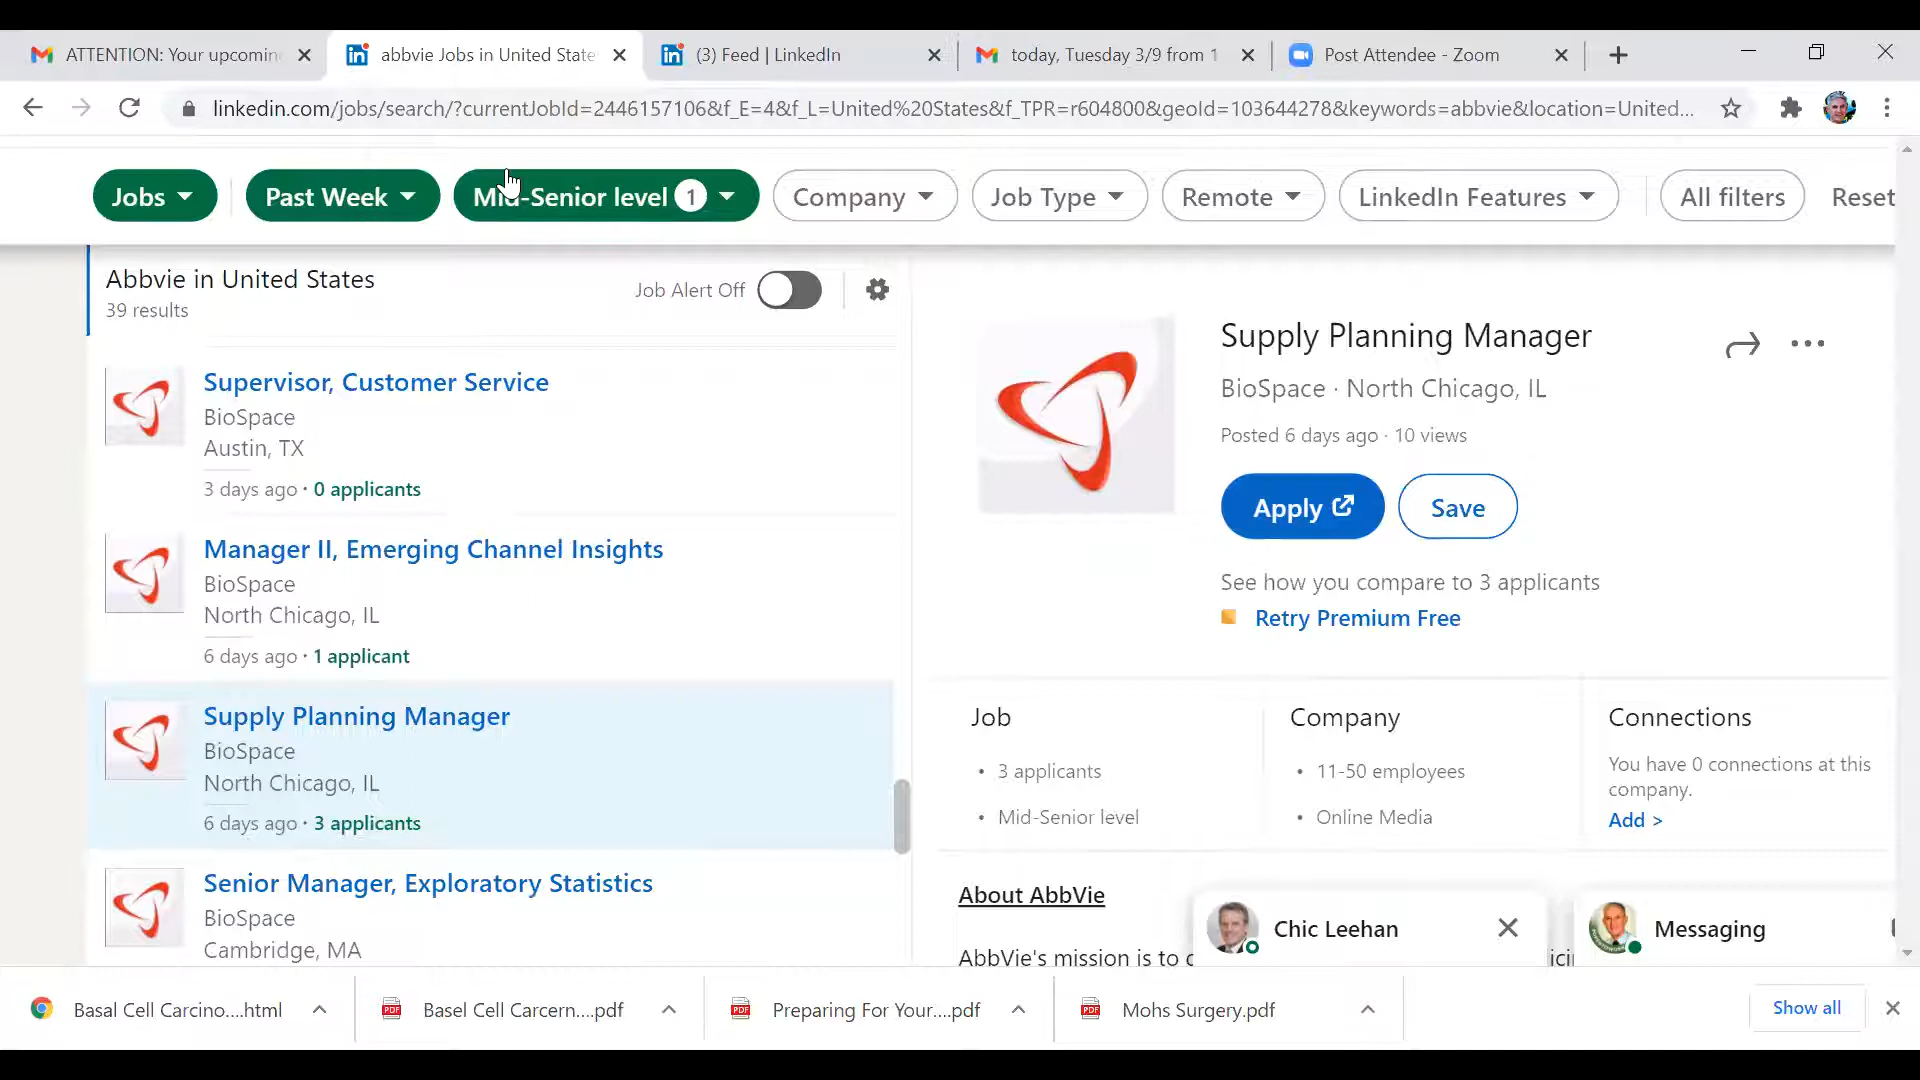 ATTENTION: Your upcomin
abbvie Jobs in United State
(3) Feed | LinkedIn
today, Tuesday 3/9 from 1
Post Attendee - Zoom
linkedin.com/jobs/search/?currentJobId=2446157106&f_E=4&f_L=United%20States&f_TPR=r604800&geoId=103644278&keywords=abbvie&location=United...
Jobs
Past Week
Mid-Senior level 1
Company
Job Type
Remote
LinkedIn Features
All filters
Reset
Abbvie in United States
39 results
Job Alert Off
Supervisor, Customer Service
BioSpace
Austin, TX
3 days ago · 0 applicants
Manager II, Emerging Channel Insights
BioSpace
North Chicago, IL
6 days ago · 1 applicant
Supply Planning Manager
BioSpace
North Chicago, IL
6 days ago · 3 applicants
Senior Manager, Exploratory Statistics
BioSpace
Cambridge, MA
Supply Planning Manager
BioSpace · North Chicago, IL
Posted 6 days ago · 10 views
Apply
Save
See how you compare to 3 applicants
Retry Premium Free
Job
• 3 applicants
• Mid-Senior level
Company
• 11-50 employees
• Online Media
Connections
You have 0 connections at this
company.
Add >
About AbbVie
AbbVie's mission is to
Chic Leehan
Messaging
Basal Cell Carcino....html
Basel Cell Carcern....pdf
Preparing For Your....pdf
Mohs Surgery.pdf
Show all